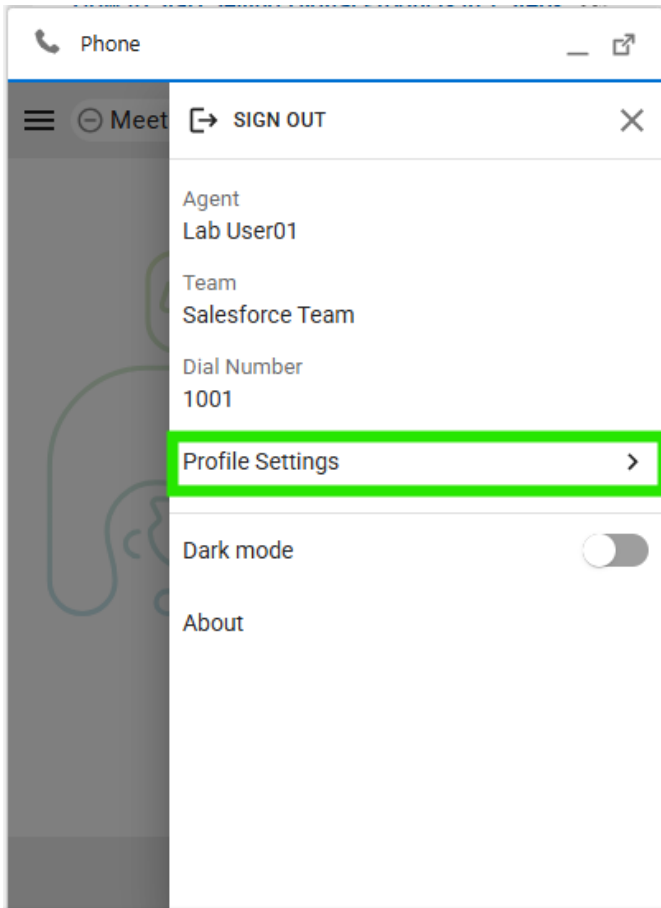 Phone
Meet
SIGN OUT
Agent
Lab User01
Team
Salesforce Team
Dial Number
1001
Profile Settings
Dark mode
About